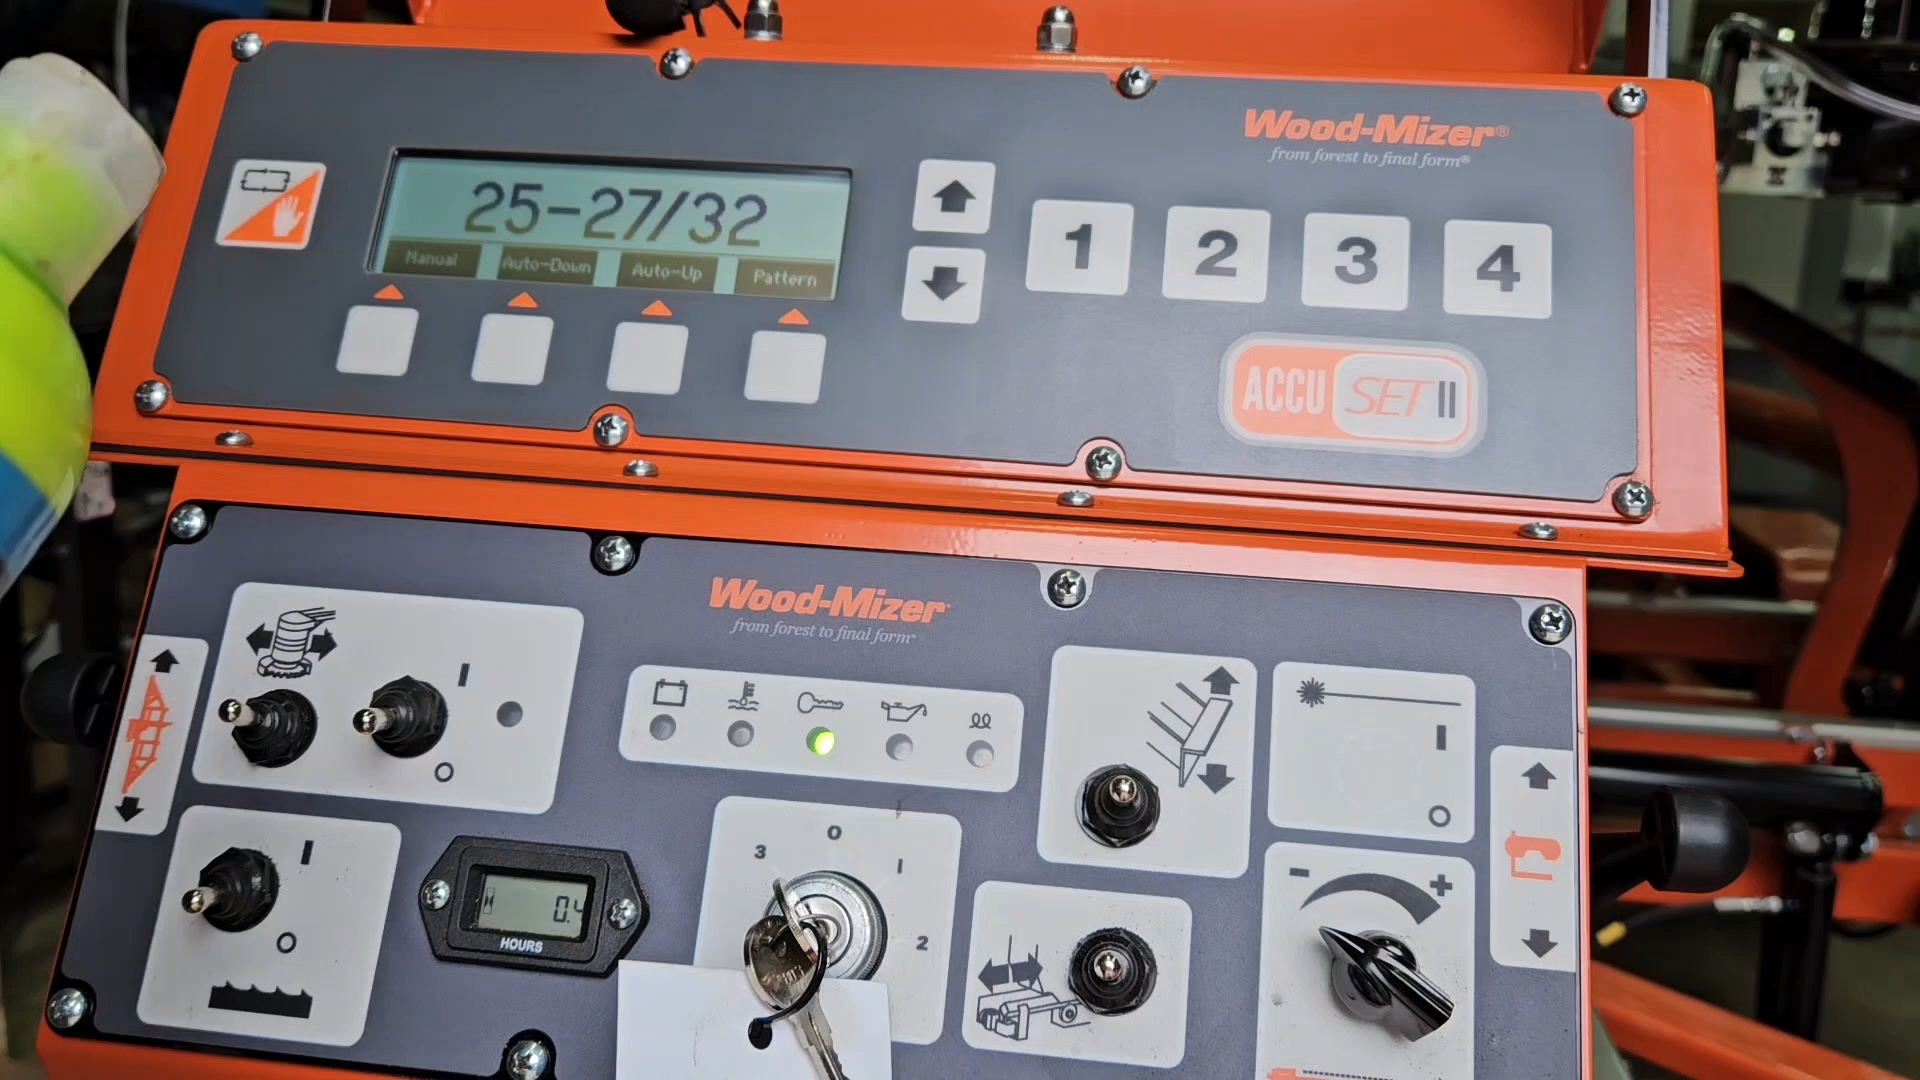 Wood-Mizer®
from forest to final form®
25-27/32
Manual Auto-Down Auto-Up Pattern
1 2 3 4
ACCU SET II
Wood-Mizer
from forest to final form
I
O
I
O
0.4
HOURS
3 0 I 2
I
O
- +